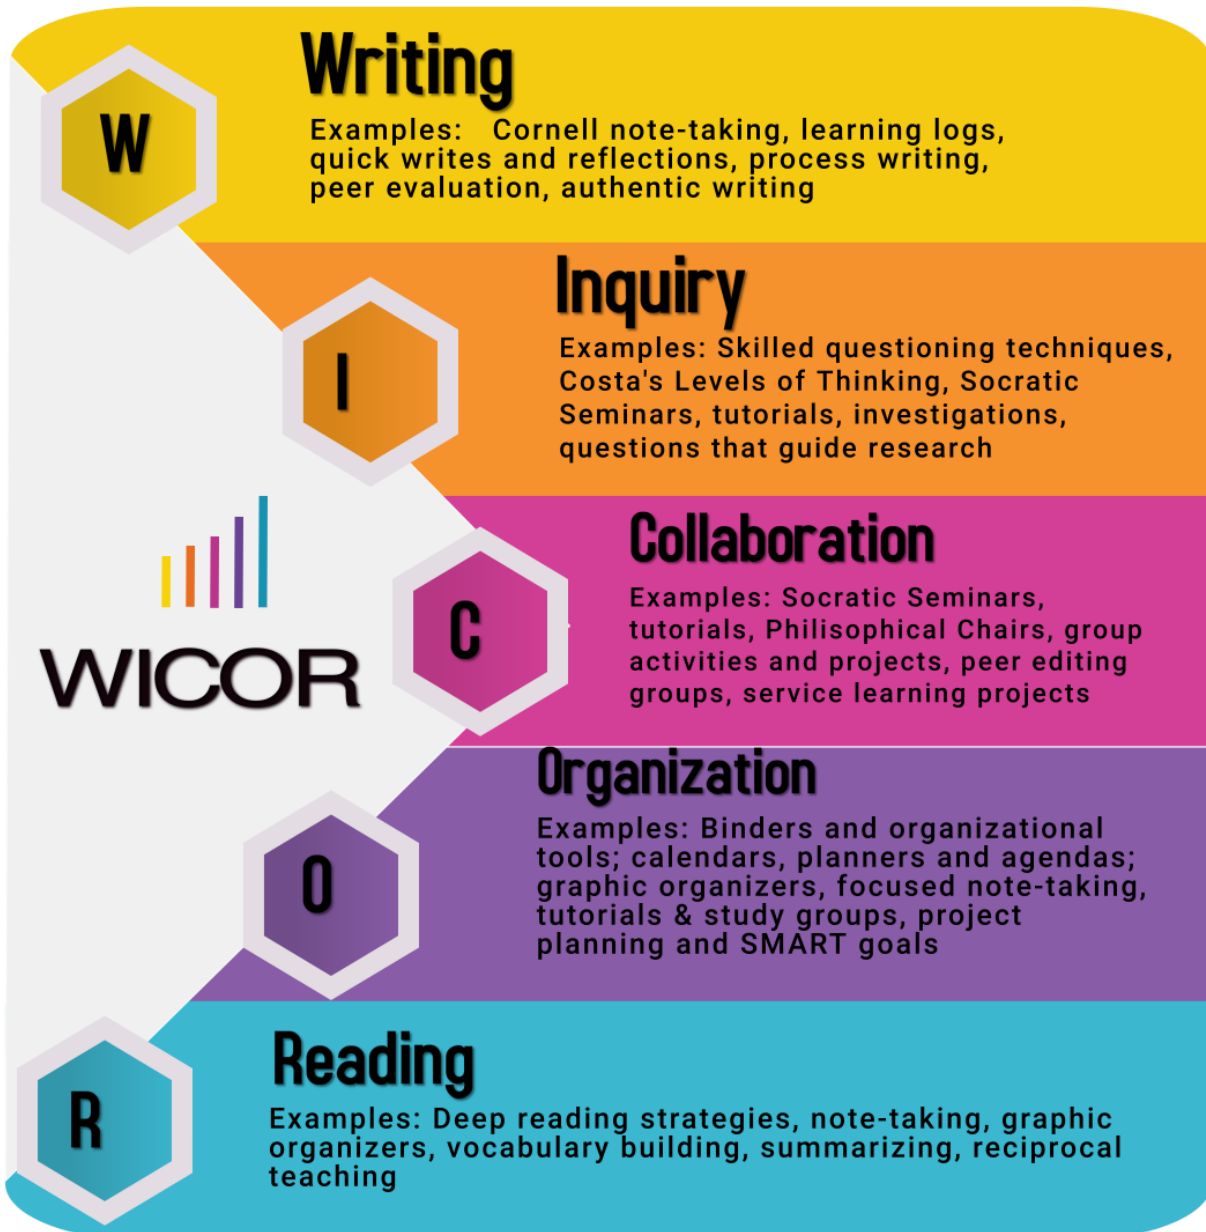 W
Writing
Examples: Cornell note-taking, learning logs,
quick writes and reflections, process writing,
peer evaluation, authentic writing
I
Inquiry
Examples: Skilled questioning techniques,
Costa's Levels of Thinking, Socratic
Seminars, tutorials, investigations,
questions that guide research
WICOR
C
Collaboration
Examples: Socratic Seminars,
tutorials, Philisophical Chairs, group
activities and projects, peer editing
groups, service learning projects
O
Organization
Examples: Binders and organizational
tools; calendars, planners and agendas;
graphic organizers, focused note-taking,
tutorials & study groups, project
planning and SMART goals
R
Reading
Examples: Deep reading strategies, note-taking, graphic
organizers, vocabulary building, summarizing, reciprocal
teaching